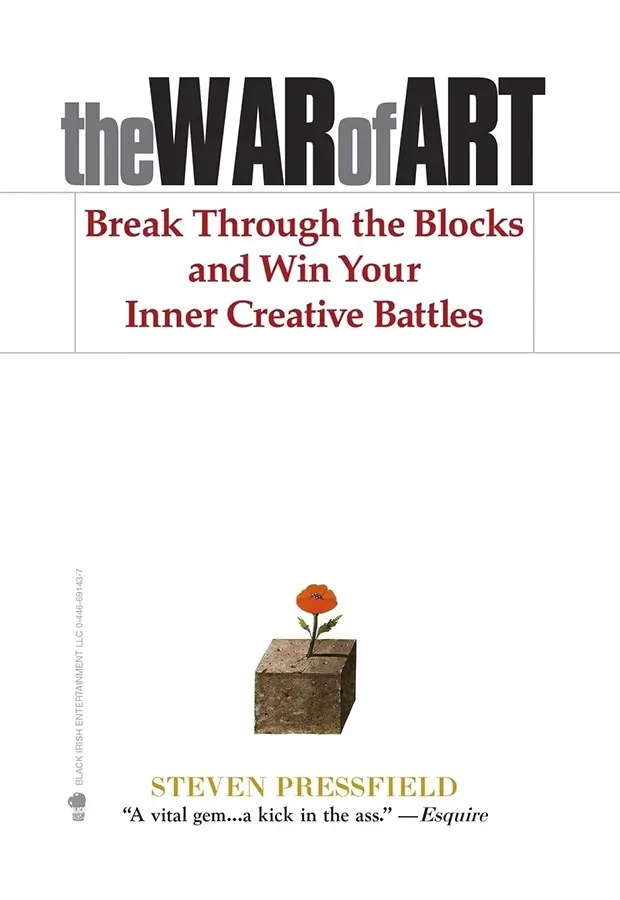 theWARofART
Break Through the Blocks
and Win Your
Inner Creative Battles
BLACK IRISH ENTERTAINMENT LLC 0-446-69143-7
STEVEN PRESSFIELD
“A vital gem...a kick in the ass.” —Esquire